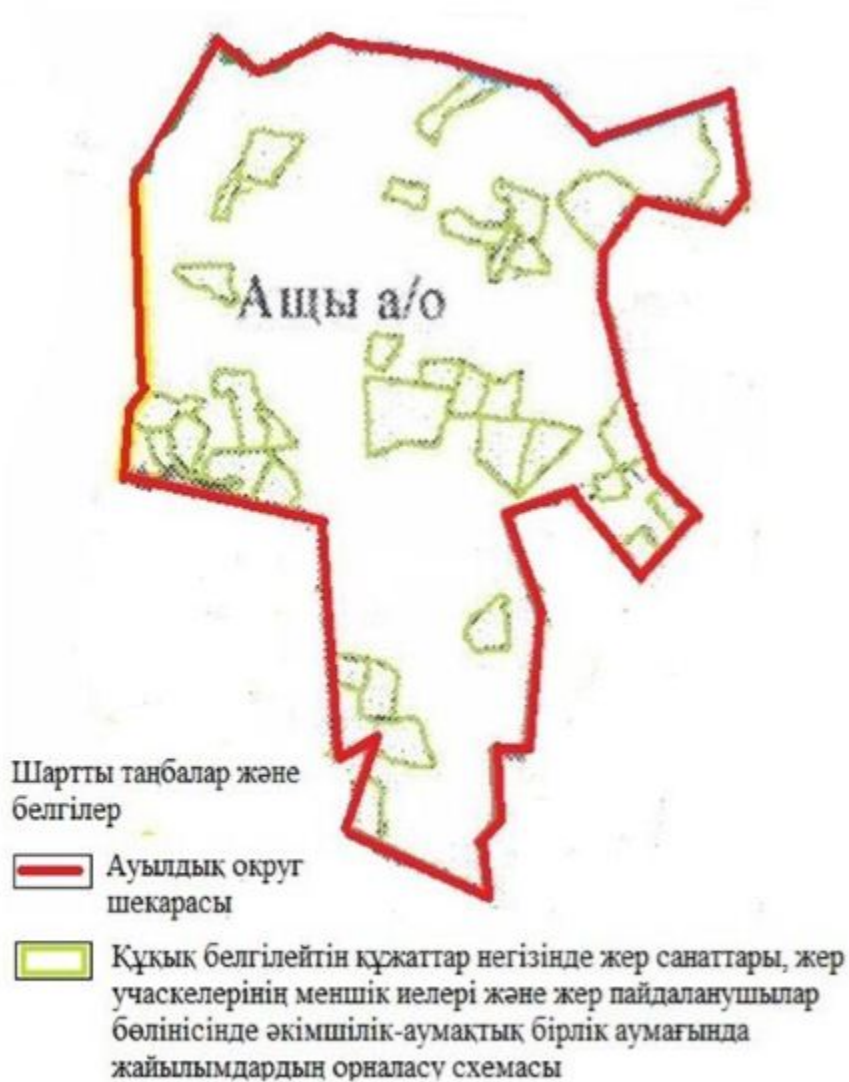 Ащы а/о
Шартты таңбалар және
белгілер
Ауылдық округ
шекарасы
Құқық белгілейтін құжаттар негізінде жер санаттары, жер
учаскелерінің меншік иелері және жер пайдаланушылар
бөлінісінде әкімшілік-аумақтық бірлік аумағында
жайылымдардың орналасу схемасы